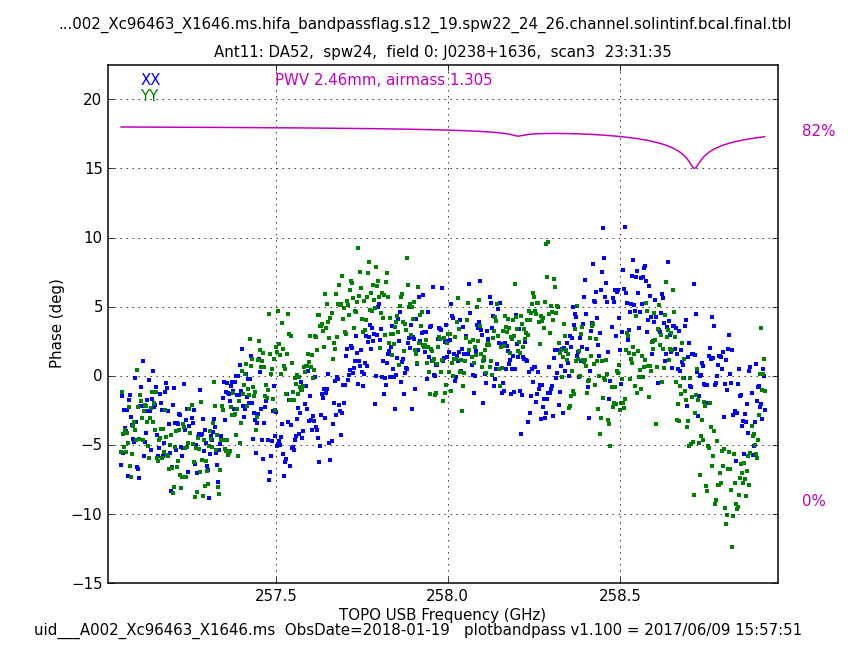 ...002_Xc96463_X1646.ms.hifa_bandpassflag.s12_19.spw22_24_26.channel.solintinf.bcal.final.tbl
Ant11: DA52,  spw24,  field 0: J0238+1636,  scan3  23:31:35
XX
YY
PWV 2.46mm, airmass 1.305
82%
0%
20
15
10
5
0
−5
−10
−15
Phase (deg)
257.5
258.0
258.5
TOPO USB Frequency (GHz)
uid___A002_Xc96463_X1646.ms  ObsDate=2018-01-19   plotbandpass v1.100 = 2017/06/09 15:57:51